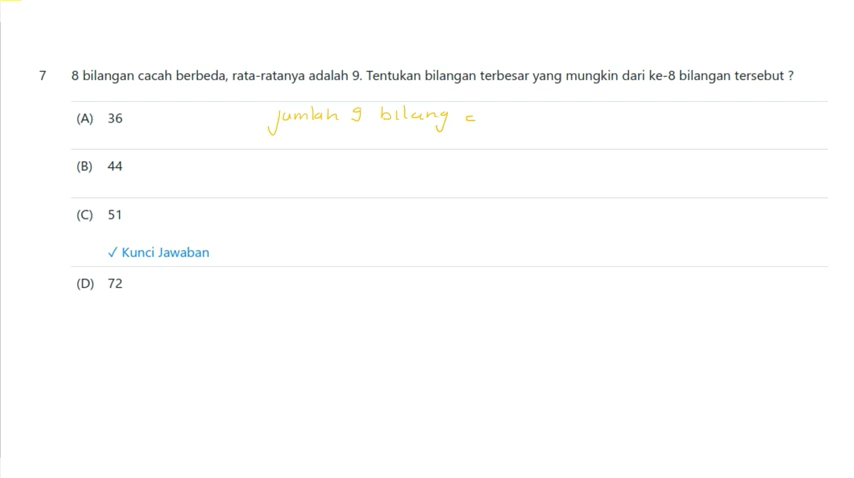 7 8 bilangan cacah berbeda, rata-ratanya adalah 9. Tentukan bilangan terbesar yang mungkin dari ke-8 bilangan tersebut ?
(A) 36
jumlah 9 bilang =
(B) 44
(C) 51
✓ Kunci Jawaban
(D) 72